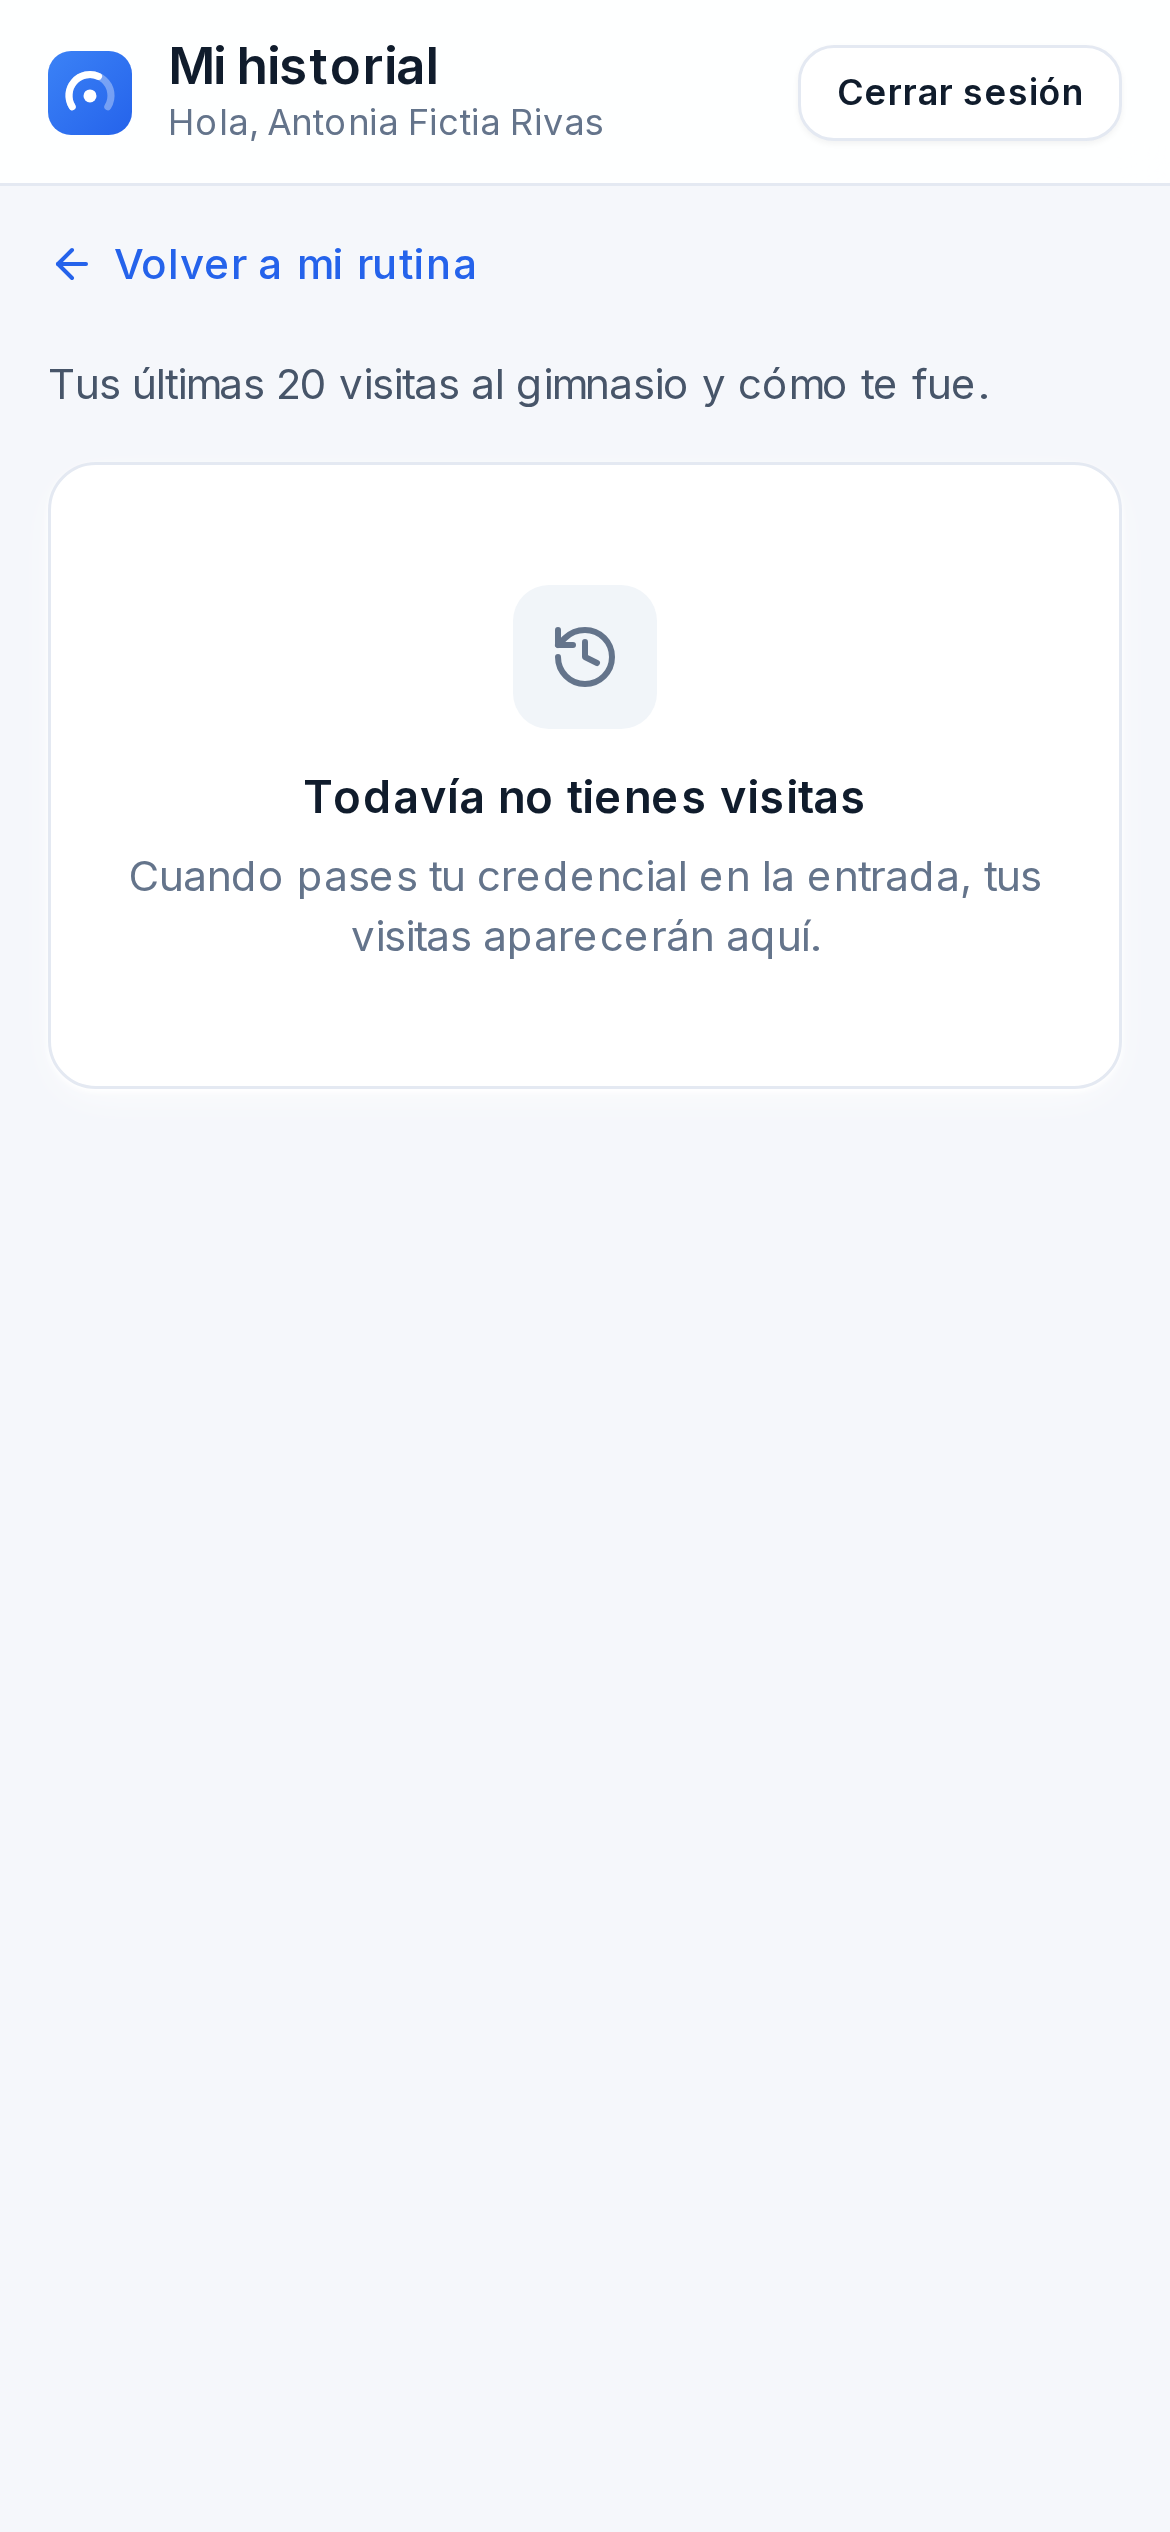 Mi historial
Hola, Antonia Fictia Rivas
Cerrar sesión
Volver a mi rutina
Tus últimas 20 visitas al gimnasio y cómo te fue.
Todavía no tienes visitas
Cuando pases tu credencial en la entrada, tus
visitas aparecerán aquí.